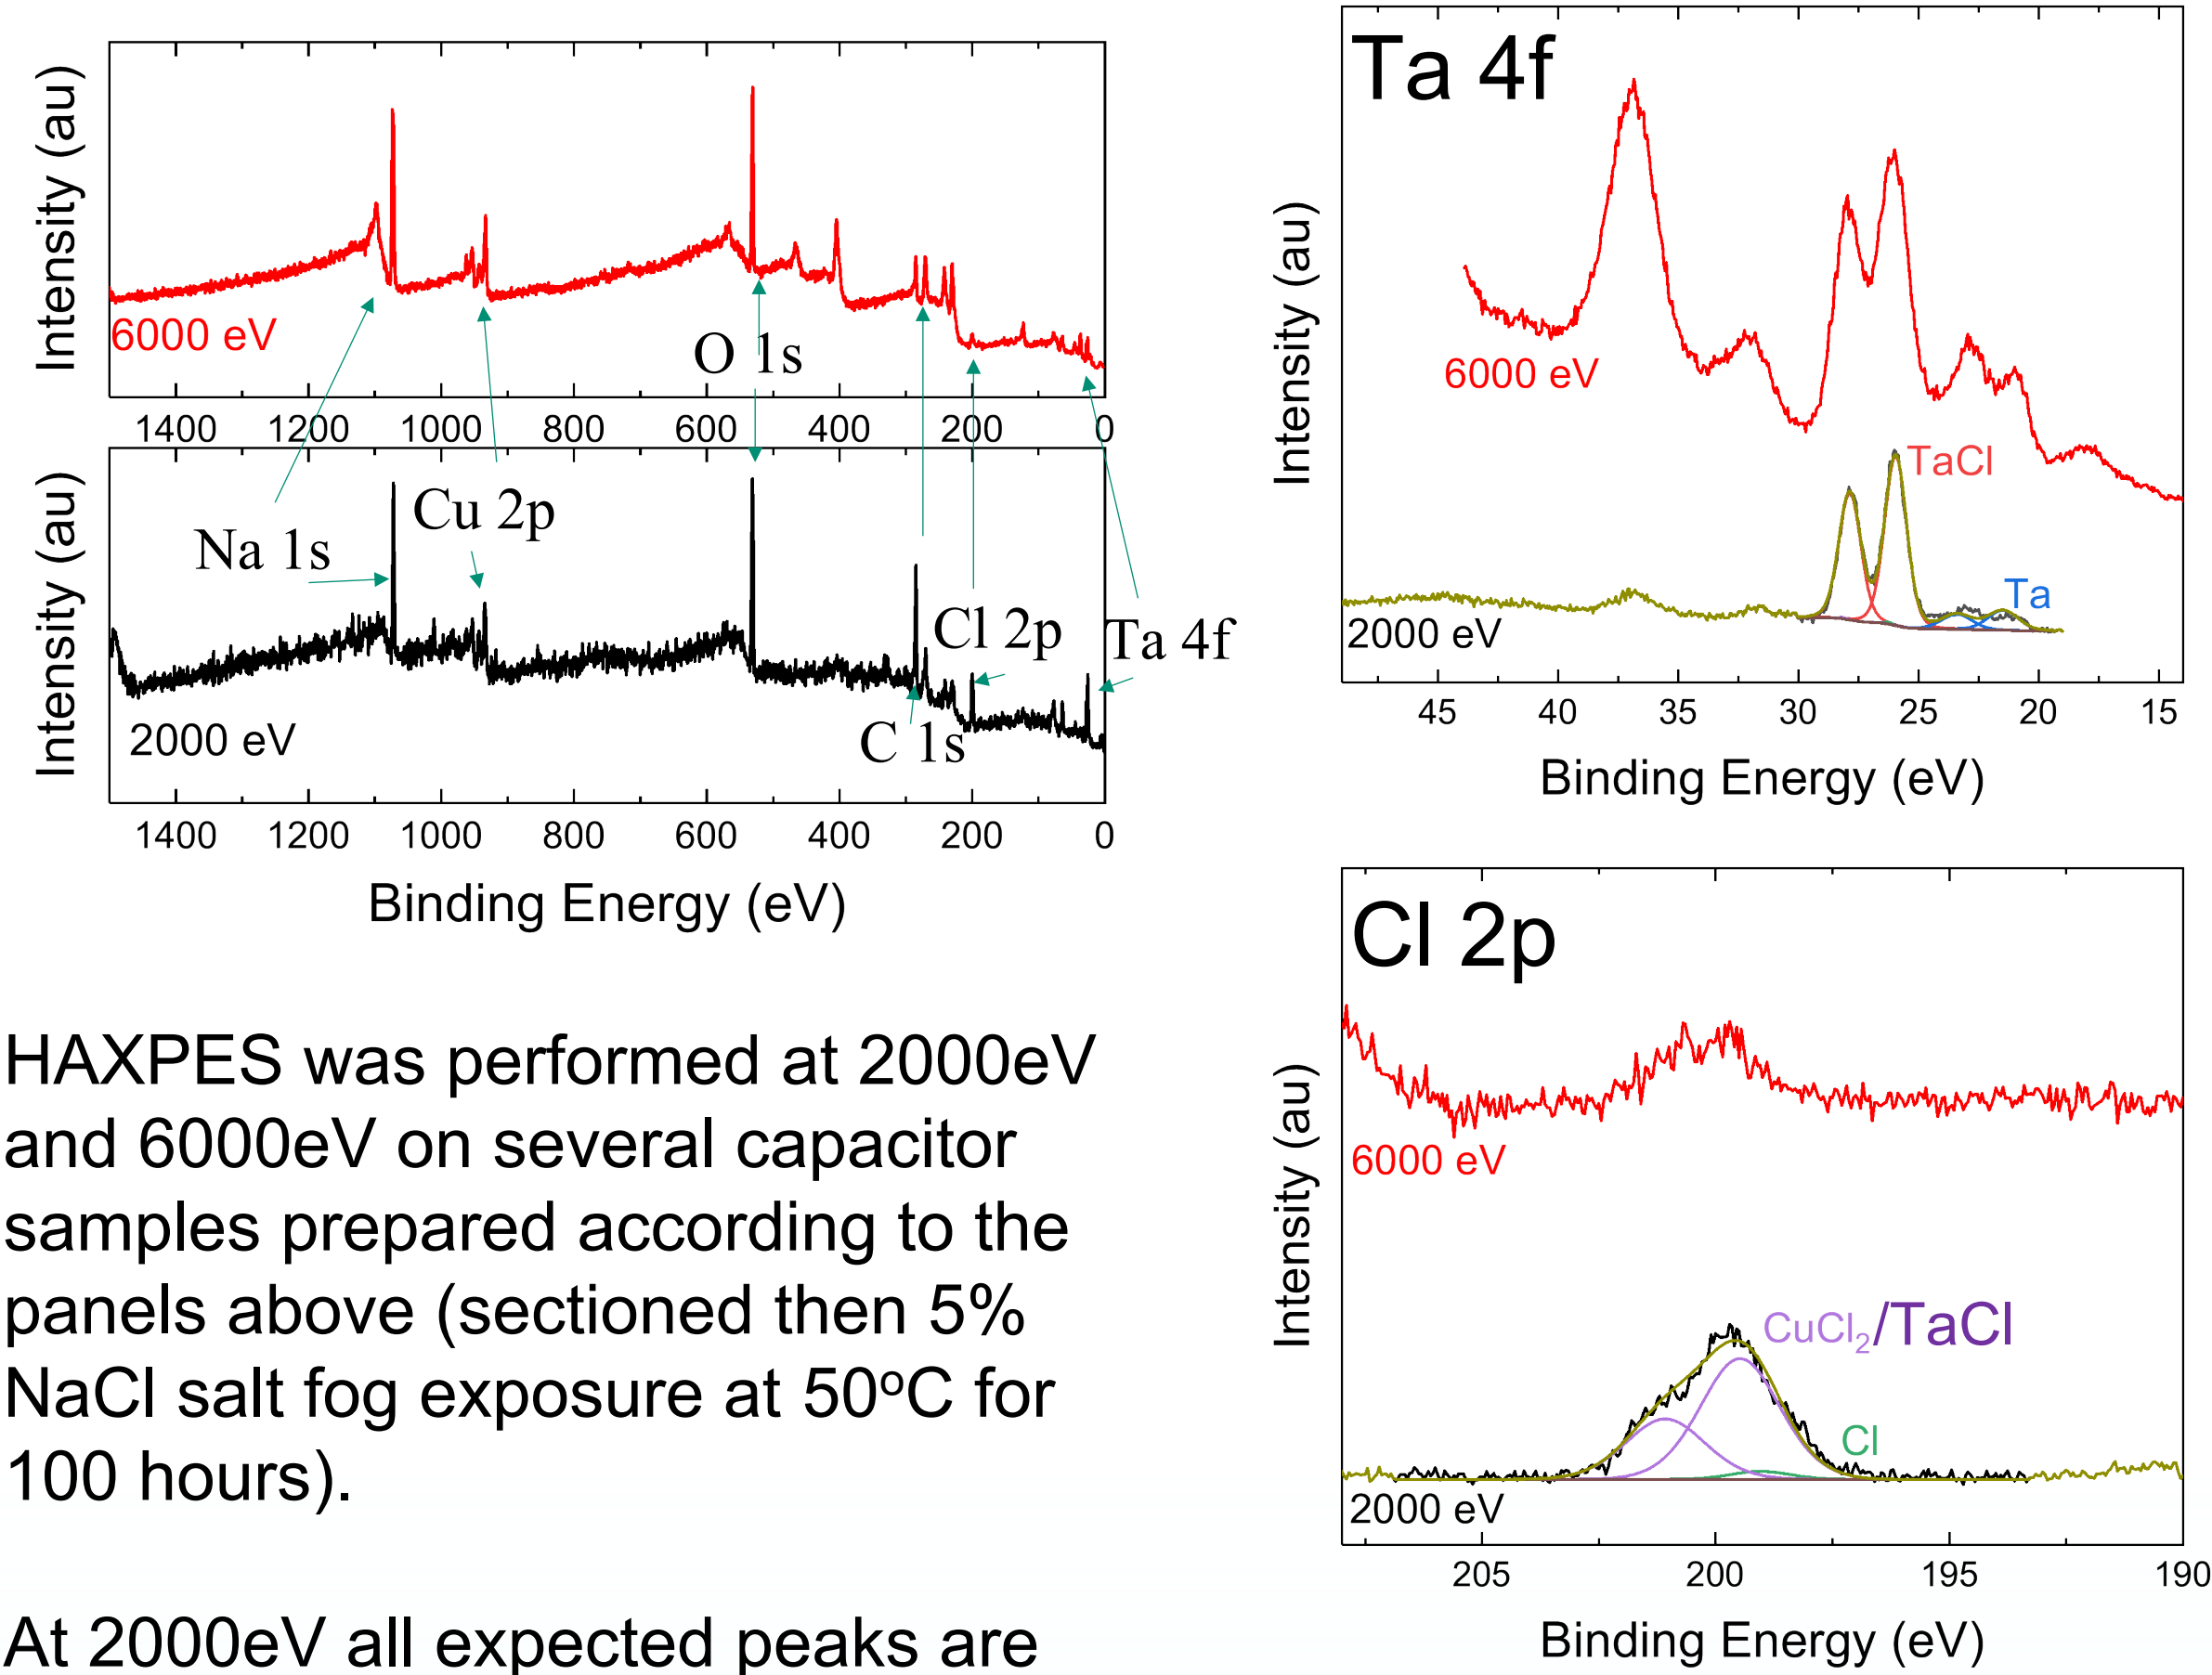 Intensity (au)
6000 eV
1400 1200 1000 800 600 400 200 0
O 1s
Intensity (au)
Na 1s
Cu 2p
Cl 2p
Ta 4f
C 1s
2000 eV
1400 1200 1000 800 600 400 200 0
Binding Energy (eV)
Ta 4f
Intensity (au)
6000 eV
TaCl
Ta
2000 eV
45 40 35 30 25 20 15
Binding Energy (eV)
Cl 2p
Intensity (au)
6000 eV
CuCl₂/TaCl
Cl
2000 eV
205 200 195 190
Binding Energy (eV)
HAXPES was performed at 2000eV
and 6000eV on several capacitor
samples prepared according to the
panels above (sectioned then 5%
NaCl salt fog exposure at 50°C for
100 hours).
At 2000eV all expected peaks are